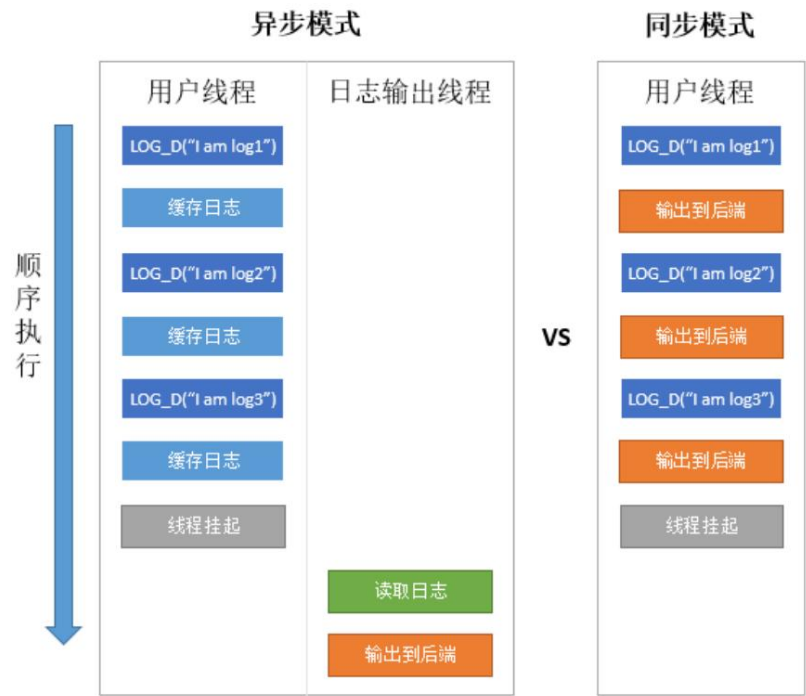 异步模式
同步模式
用户线程
日志输出线程
用户线程
LOG_D("I am log1")
LOG_D("I am log1")
缓存日志
输出到后端
LOG_D("I am log2")
LOG_D("I am log2")
顺序执行
缓存日志
VS
输出到后端
LOG_D("I am log3")
LOG_D("I am log3")
缓存日志
输出到后端
线程挂起
线程挂起
读取日志
输出到后端